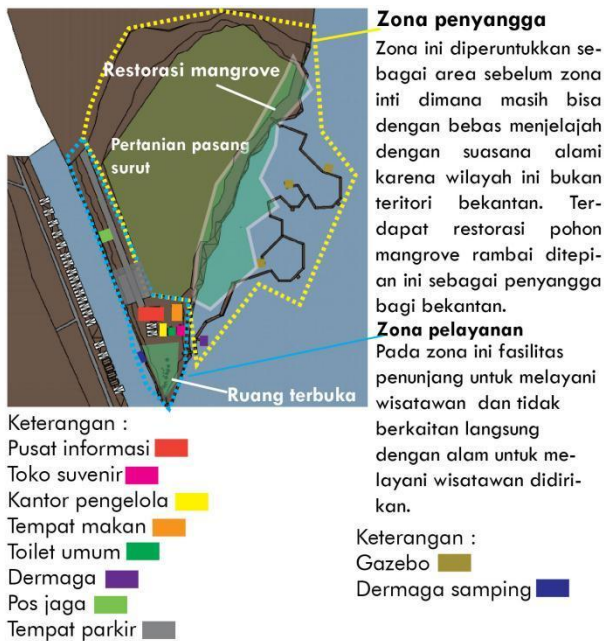 Restorasi mangrove
Pertanian pasang
surut
Ruang terbuka
Zona penyangga
Zona ini diperuntukkan se-
bagai area sebelum zona
inti dimana masih bisa
dengan bebas menjelajah
dengan suasana alami
karena wilayah ini bukan
teritori bekantan. Ter-
dapat restorasi pohon
mangrove rambai ditepi-
an ini sebagai penyangga
bagi bekantan.
Zona pelayanan
Pada zona ini fasilitas
penunjang untuk melayani
wisatawan dan tidak
berkaitan langsung
dengan alam untuk me-
layani wisatawan didiri-
kan.
Keterangan :
Pusat informasi
Toko suvenir
Kantor pengelola
Tempat makan
Toilet umum
Dermaga
Pos jaga
Tempat parkir
Keterangan :
Gazebo
Dermaga samping